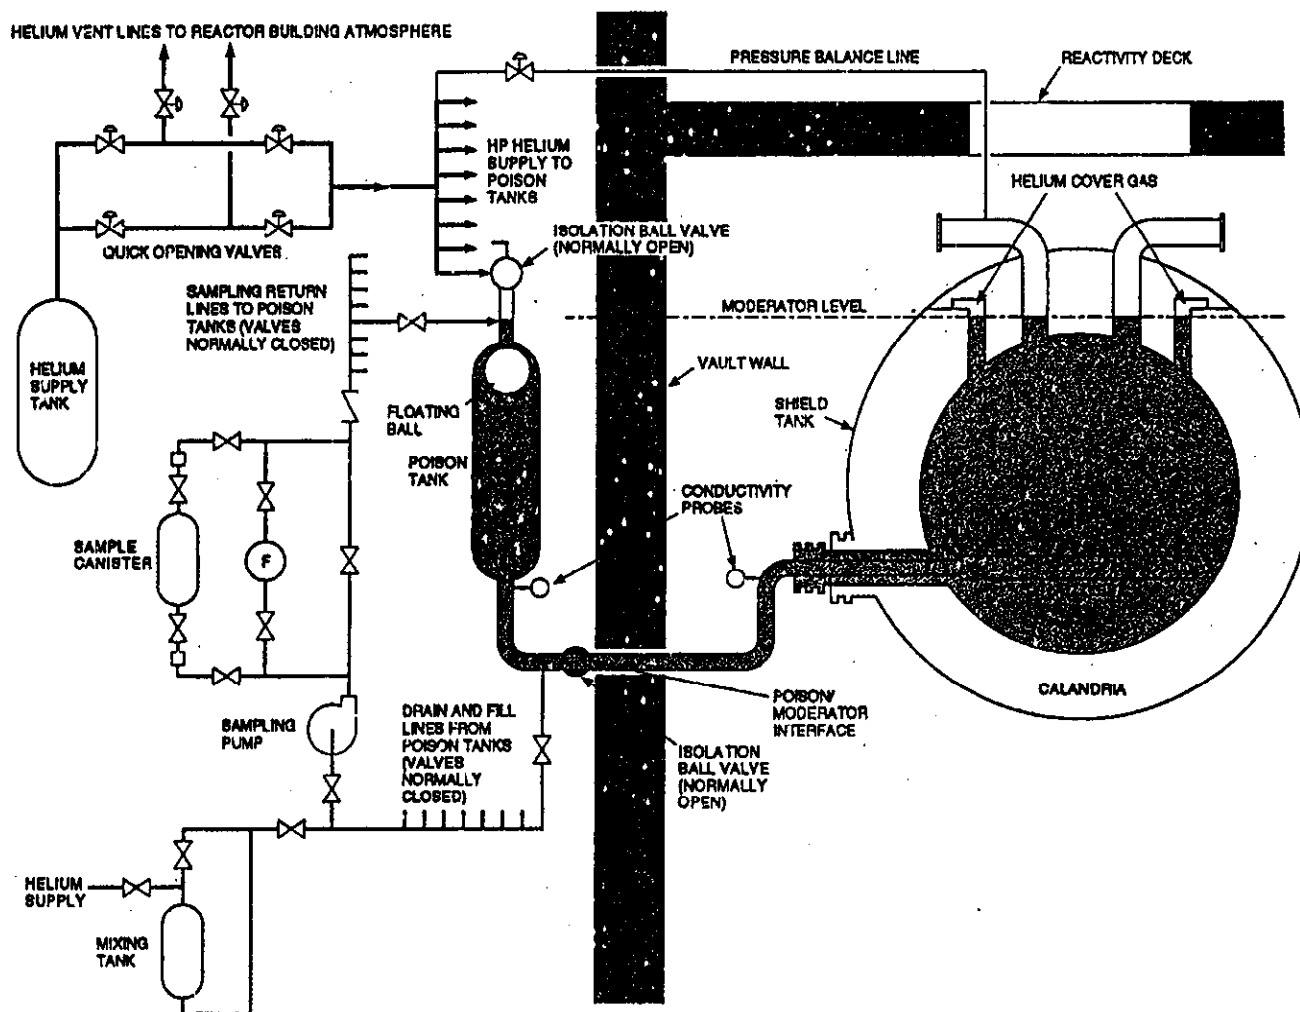 HELIUM VENT LINES TO REACTOR BUILDING ATMOSPHERE
PRESSURE BALANCE LINE
REACTIVITY DECK
HP HELIUM
SUPPLY TO
POISON
TANKS
HELIUM COVER GAS
ISOLATION BALL VALVE
(NORMALLY OPEN)
QUICK OPENING VALVES
SAMPLING RETURN
LINES TO POISON
TANKS (VALVES
NORMALLY CLOSED)
MODERATOR LEVEL
HELIUM
SUPPLY
TANK
VAULT WALL
FLOATING
BALL
SHIELD
TANK
POISON
TANK
CONDUCTIVITY
PROBES
SAMPLE
CANISTER
F
CALANDRIA
SAMPLING
PUMP
DRAIN AND FILL
LINES FROM
POISON TANKS
(VALVES
NORMALLY
CLOSED)
POISON/
MODERATOR
INTERFACE
ISOLATION
BALL VALVE
(NORMALLY
OPEN)
HELIUM
SUPPLY
MIXING
TANK